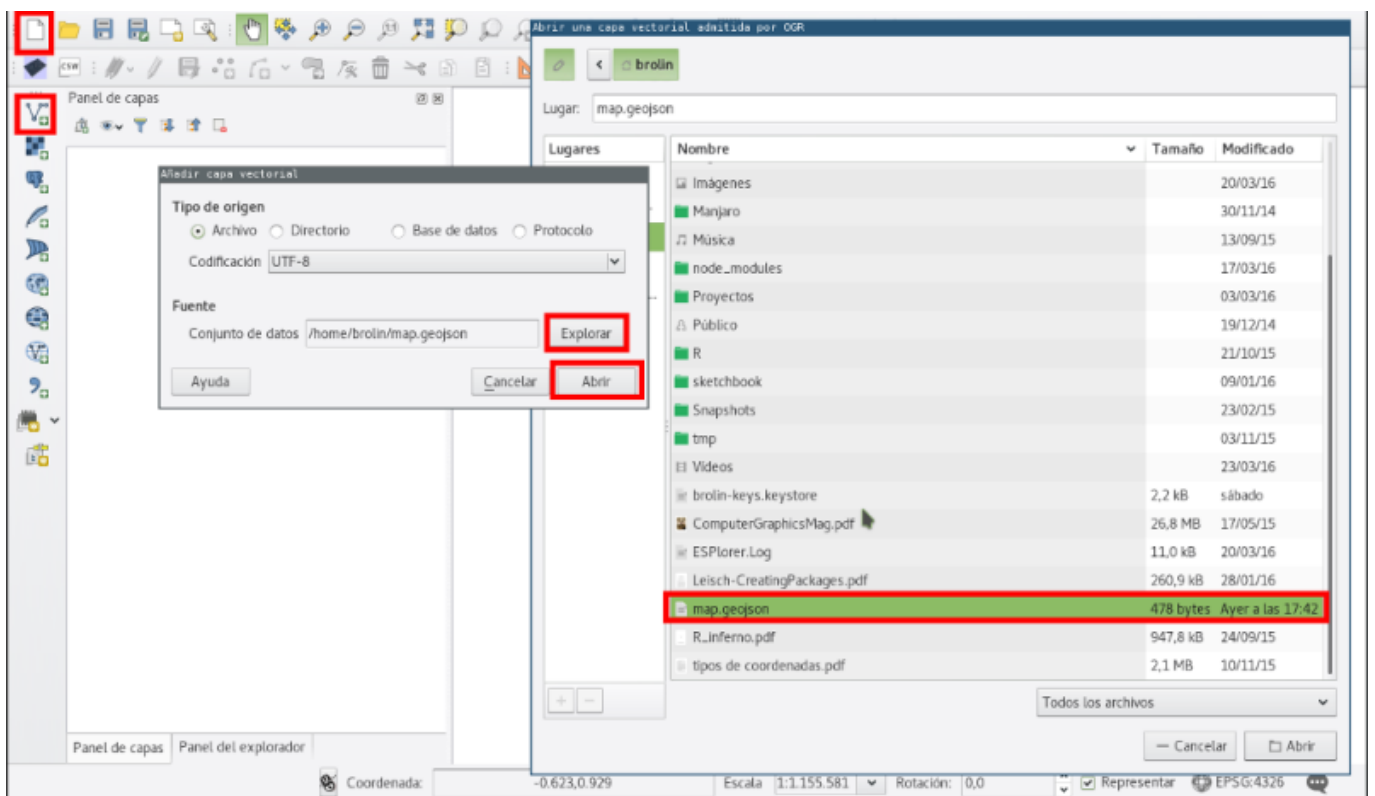 Abrir una capa vectorial admitida por OGR
brolin
CSW
Panel de capas
Lugar: map.geojson
Lugares
Nombre Tamaño Modificado
Imágenes 20/03/16
Manjaro 30/11/14
Música 13/09/15
node_modules 17/03/16
Proyectos 03/03/16
Público 19/12/14
R 21/10/15
sketchbook 09/01/16
Snapshots 23/02/15
tmp 03/11/15
Vídeos 23/03/16
brolin-keys.keystore 2,2 kB sábado
ComputerGraphicsMag.pdf 26,8 MB 17/05/15
ESPlorer.Log 11,0 kB 20/03/16
Leisch-CreatingPackages.pdf 260,9 kB 28/01/16
map.geojson 478 bytes Ayer a las 17:42
R_inferno.pdf 947,8 kB 24/09/15
tipos de coordenadas.pdf 2,1 MB 10/11/15
Todos los archivos
Cancelar Abrir
Añadir capa vectorial
Tipo de origen
Archivo Directorio Base de datos Protocolo
Codificación UTF-8
Fuente
Conjunto de datos /home/brolin/map.geojson Explorar
Ayuda Cancelar Abrir
Panel de capas Panel del explorador
Coordenada: -0.623,0.929 Escala 1:1.155.581 Rotación: 0,0 Representar EPSG:4326